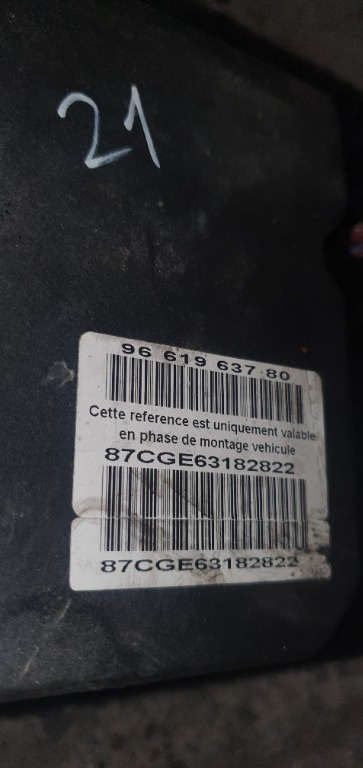 21
96 619 637 80
Cette reference est uniquement valable
en phase de montage vehicule
87CGE63182822
87CGE63182822